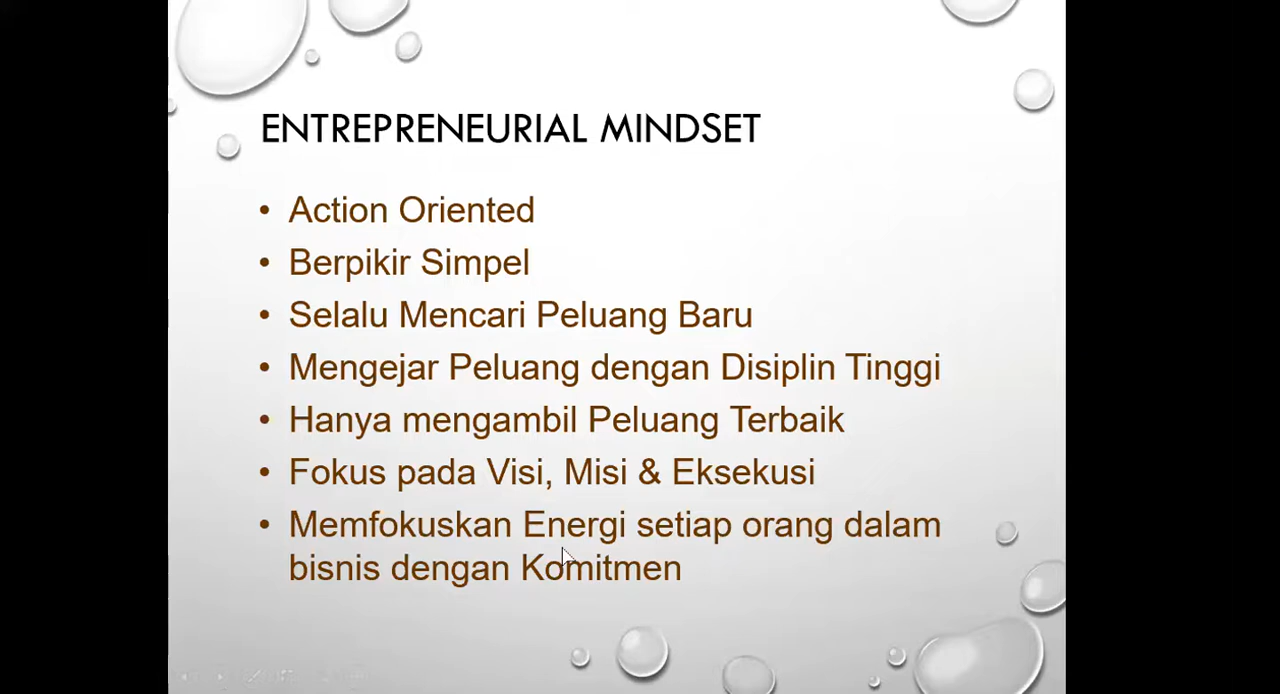 ENTREPRENEURIAL MINDSET
• Action Oriented
• Berpikir Simpel
• Selalu Mencari Peluang Baru
• Mengejar Peluang dengan Disiplin Tinggi
• Hanya mengambil Peluang Terbaik
• Fokus pada Visi, Misi & Eksekusi
• Memfokuskan Energi setiap orang dalam
bisnis dengan Komitmen